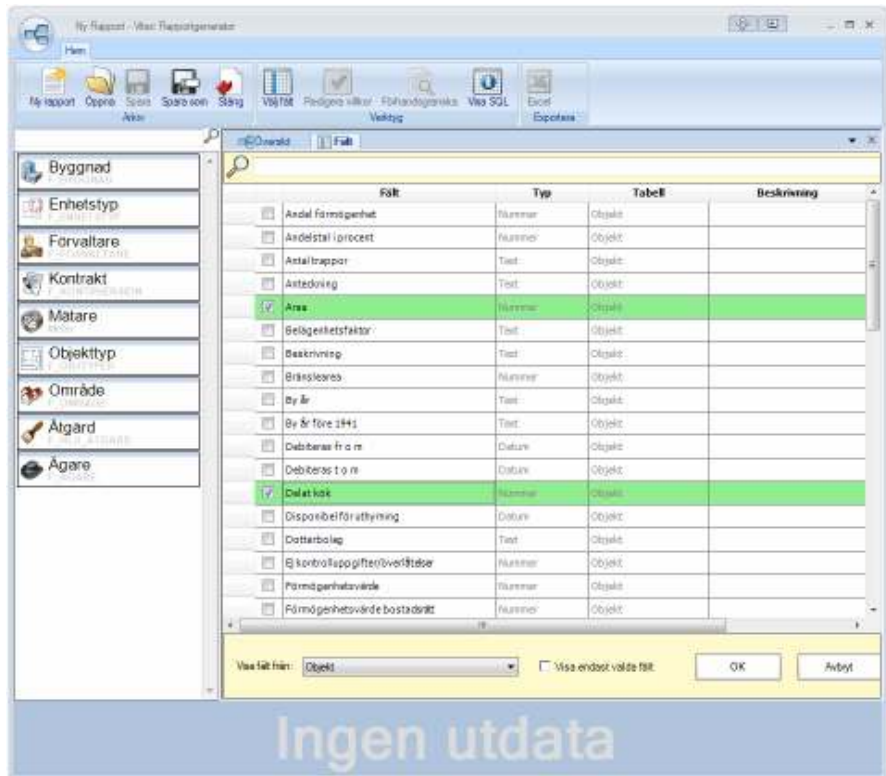 Ny Rapport - Vitec Rapportgenerator
Hem
Ny rapport Öppna Spara Spara som Stäng Välj fält Redigera villkor Förhandsgranska Visa SQL Excel
Arkiv Verktyg Exportera
Översikt Fält
Byggnad
F_BYGGNAD
Enhetstyp
Förvaltare
F_FORVALTARE
Kontrakt
Mätare
Objekttyp
Område
Åtgärd
Ägare
Fält Typ Tabell Beskrivning
Andel förmögenhet Nummer Objekt
Andelstal i procent Nummer Objekt
Antal trappor Text Objekt
Anteckning Text Objekt
Area Nummer Objekt
Belägenhetsfaktor Text Objekt
Beskrivning Text Objekt
Bränslearea Nummer Objekt
By år Text Objekt
By år före 1941 Text Objekt
Debiteras fr o m Datum Objekt
Debiteras t o m Datum Objekt
Delat kök Nummer Objekt
Disponibel för uthyrning Datum Objekt
Dotterbolag Text Objekt
Ej kontrolluppgifter/överlåtelser Nummer Objekt
Förmögenhetsvärde Nummer Objekt
Förmögenhetsvärde bostadsrätt Nummer Objekt
Visa fält från: Objekt Visa endast valda fält OK Avbryt
Ingen utdata